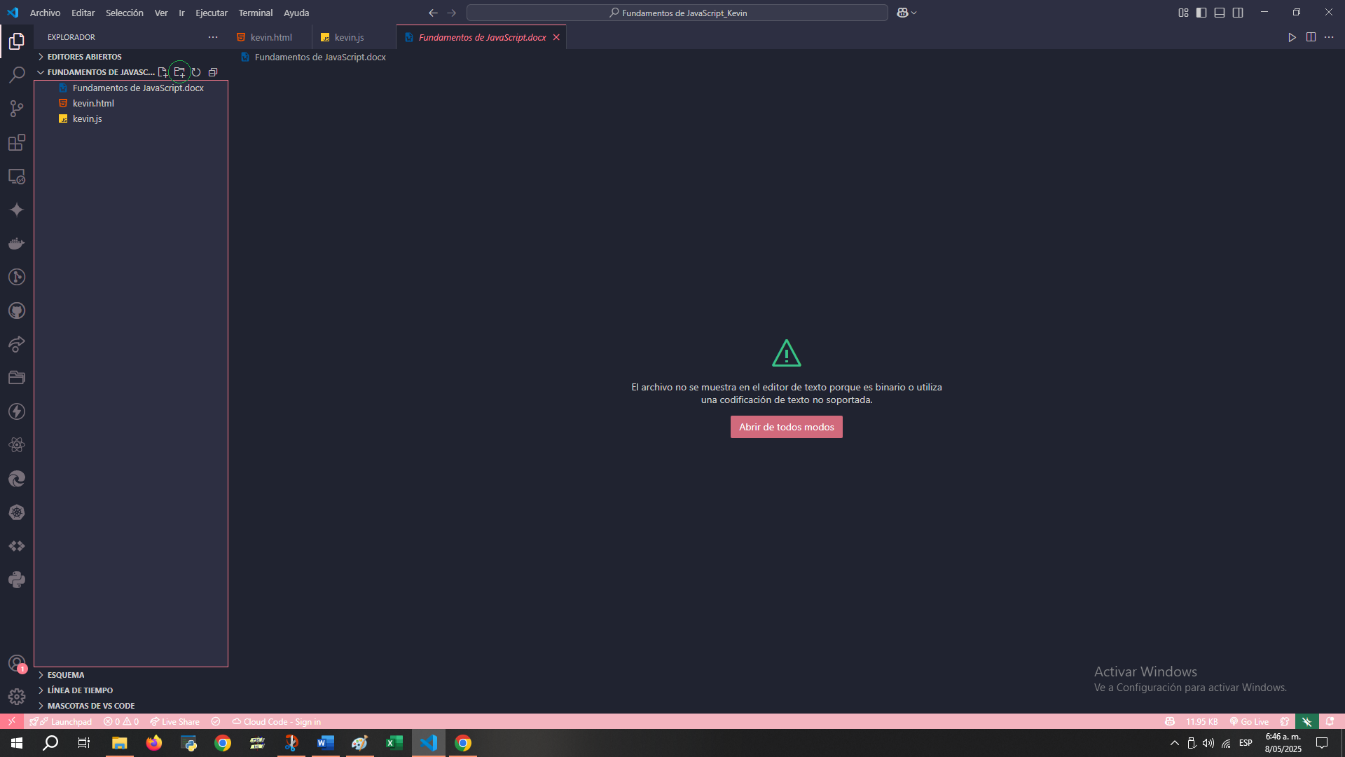 Archivo Editar Selección Ver Ir Ejecutar Terminal Ayuda
Fundamentos de JavaScript_Kevin
EXPLORADOR
kevin.html
kevin.js
Fundamentos de JavaScript.docx
EDITORES ABIERTOS
Fundamentos de JavaScript.docx
FUNDAMENTOS DE JAVASC...
Fundamentos de JavaScript.docx
kevin.html
kevin.js
El archivo no se muestra en el editor de texto porque es binario o utiliza
una codificación de texto no soportada.
Abrir de todos modos
Activar Windows
Ve a Configuración para activar Windows.
1
ESQUEMA
LÍNEA DE TIEMPO
MASCOTAS DE VS CODE
Launchpad 0 0 Live Share Cloud Code - Sign in 11.95 KB Go Live
ESP
6:46 a. m.
8/05/2025